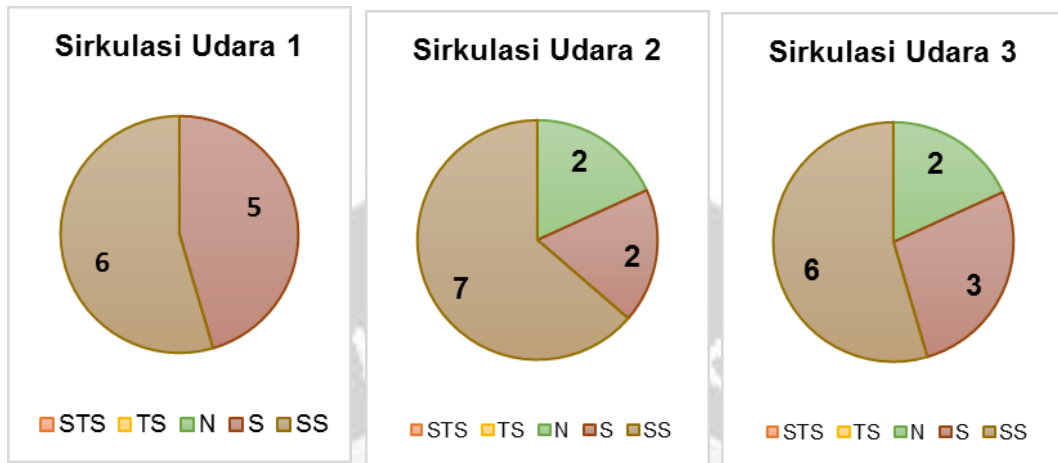 Sirkulasi Udara 1
5
6
STS TS N S SS
Sirkulasi Udara 2
2
2
7
STS TS N S SS
Sirkulasi Udara 3
2
3
6
STS TS N S SS